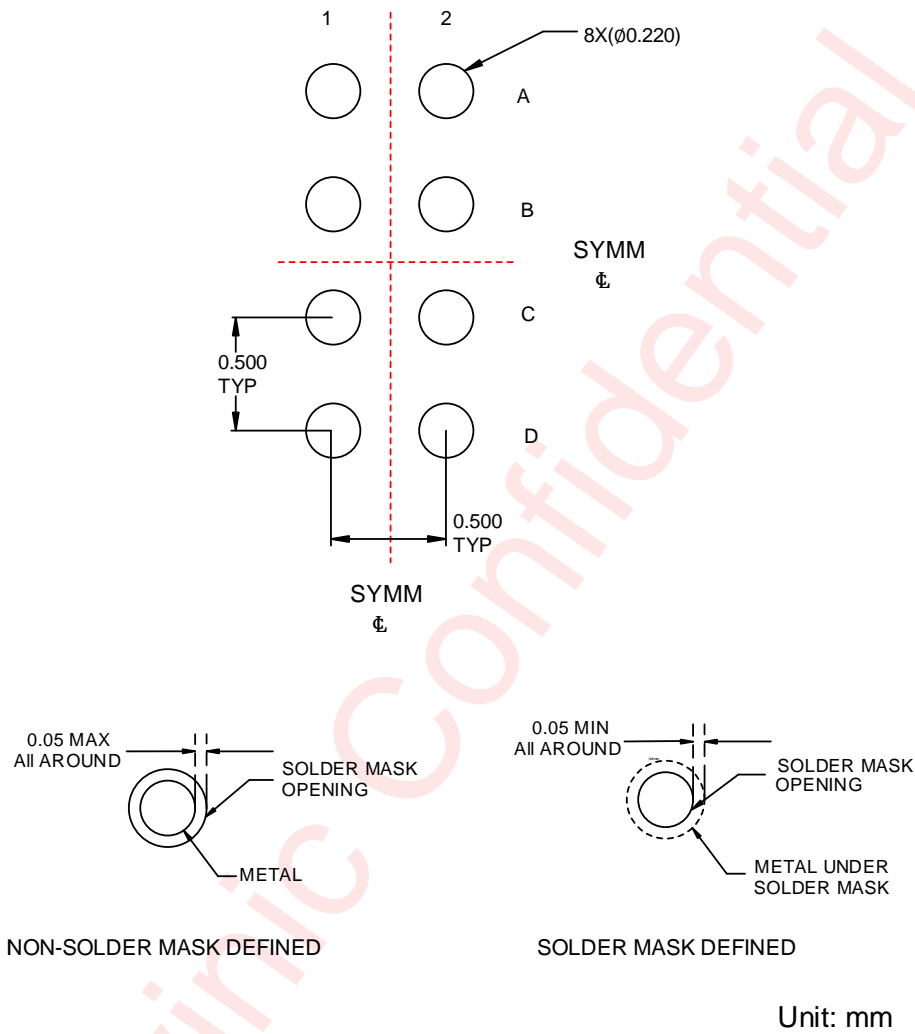 1 2
8X(Ø0.220)
A
B
SYMM
℄
C
0.500
TYP
D
0.500
TYP
SYMM
℄
0.05 MAX
All AROUND
SOLDER MASK
OPENING
METAL
0.05 MIN
All AROUND
SOLDER MASK
OPENING
METAL UNDER
SOLDER MASK
NON-SOLDER MASK DEFINED
SOLDER MASK DEFINED
Unit: mm
inic Confidential